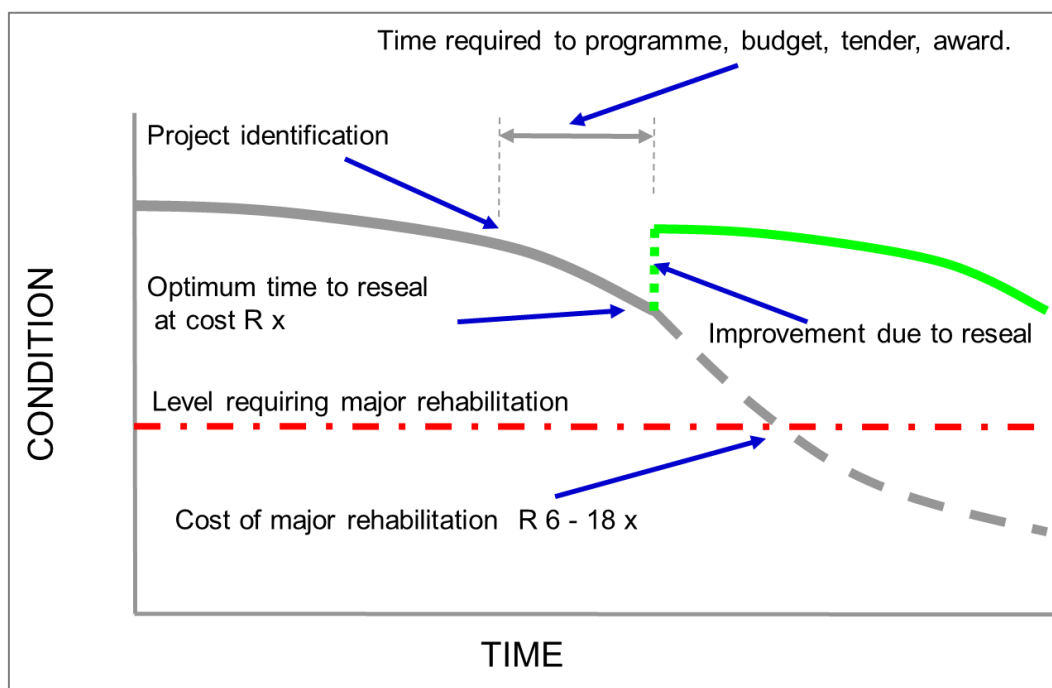 Time required to programme, budget, tender, award.
Project identification
Optimum time to reseal
at cost R x
Improvement due to reseal
Level requiring major rehabilitation
Cost of major rehabilitation R 6 - 18 x
CONDITION
TIME